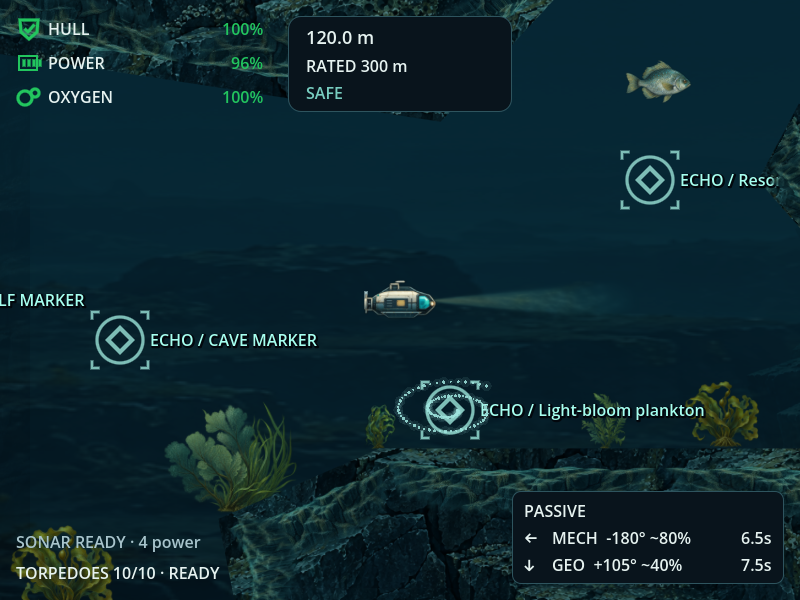 HULL 100%
POWER 96%
OXYGEN 100%
120.0 m
RATED 300 m
SAFE
ECHO / Reso
LF MARKER
ECHO / CAVE MARKER
ECHO / Light-bloom plankton
SONAR READY · 4 power
TORPEDOES 10/10 · READY
PASSIVE
← MECH -180° ~80% 6.5s
↓ GEO +105° ~40% 7.5s